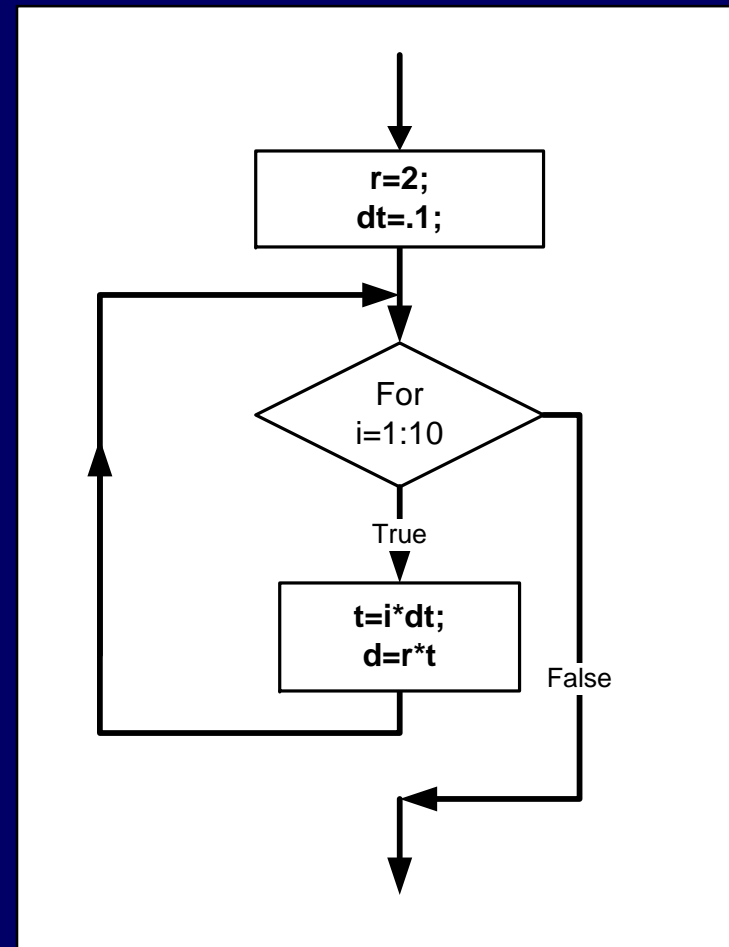 r=2;
dt=.1;
For
i=1:10
True
t=i*dt;
d=r*t
False